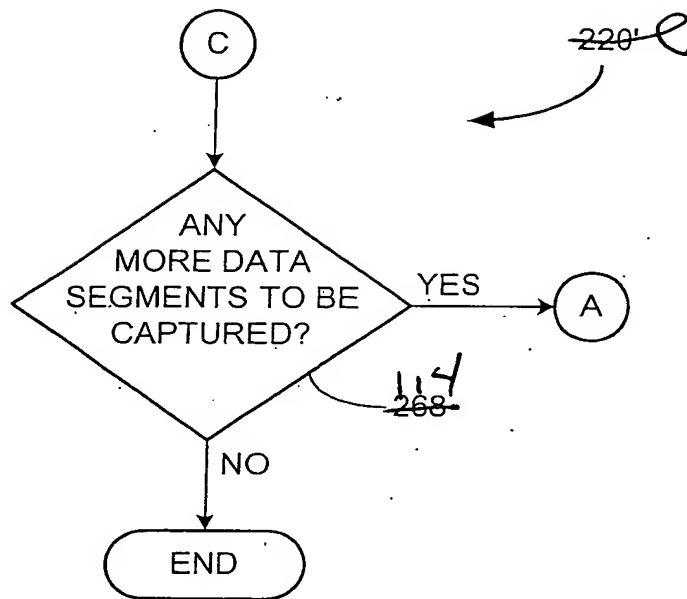 C
220'
ANY
MORE DATA
SEGMENTS TO BE
CAPTURED?
YES
A
114
268
NO
END